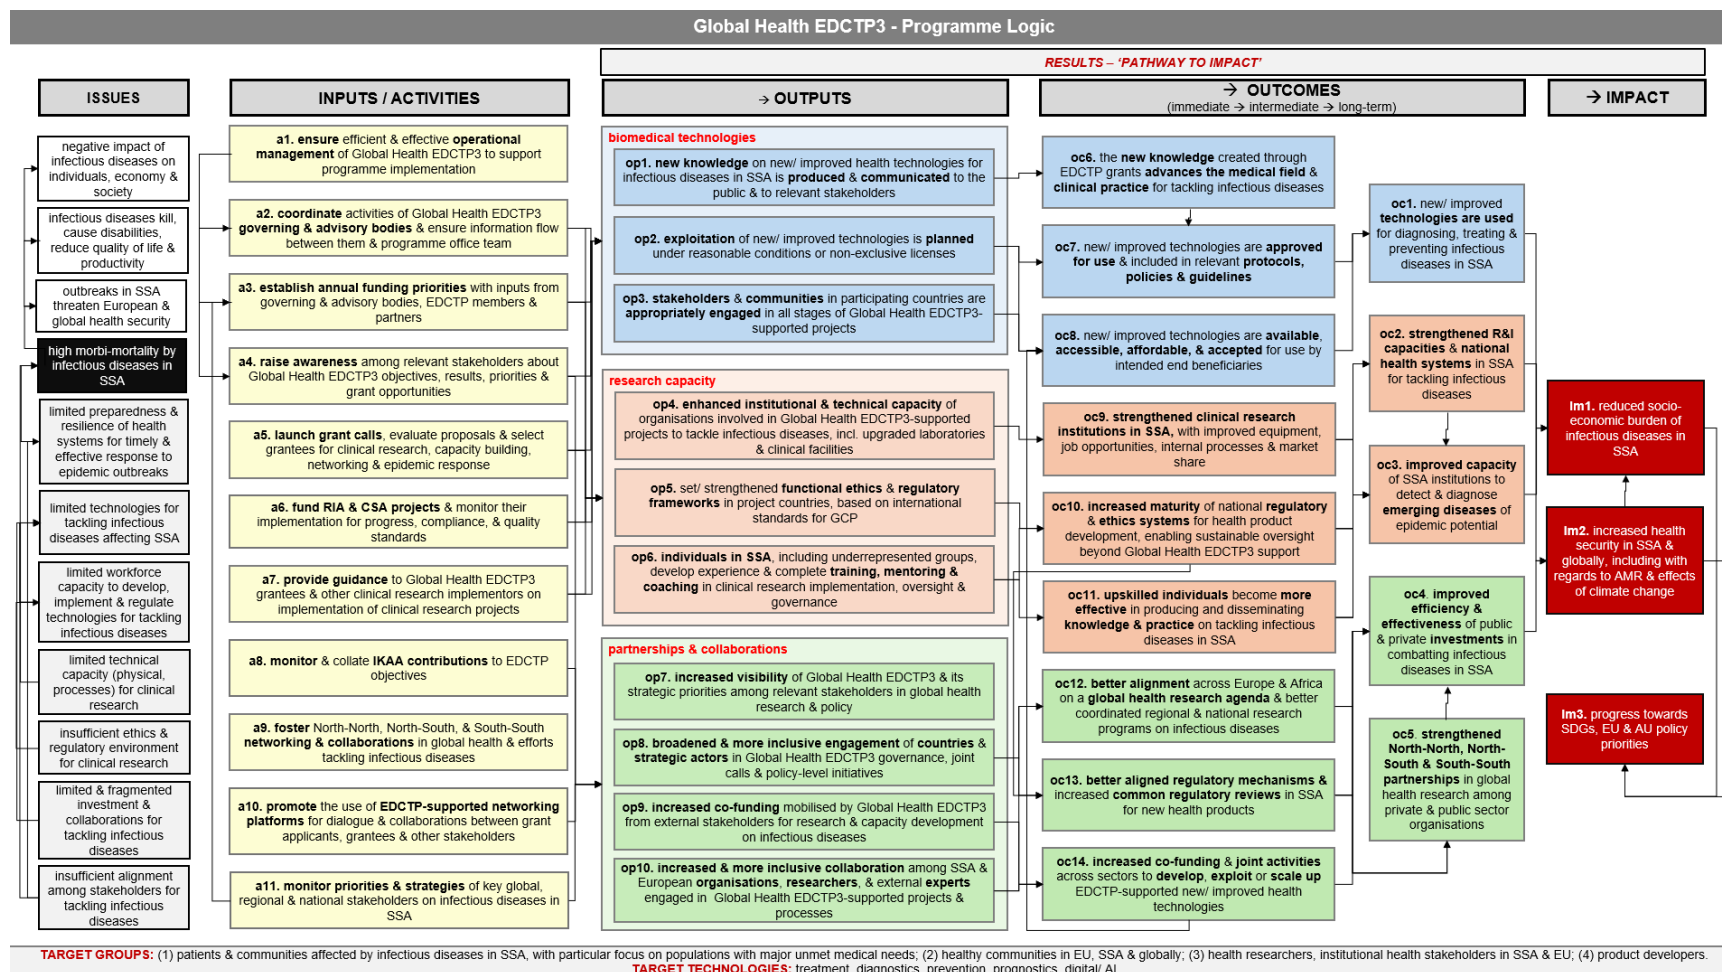 Global Health EDCTP3 - Programme Logic
RESULTS – ‘PATHWAY TO IMPACT’
ISSUES
INPUTS / ACTIVITIES
→ OUTPUTS
→ OUTCOMES
(immediate → intermediate → long-term)
→ IMPACT
negative impact of
infectious diseases on
individuals, economy &
society
infectious diseases kill,
cause disabilities,
reduce quality of life &
productivity
outbreaks in SSA
threaten European &
global health security
high morbi-mortality by
infectious diseases in
SSA
limited preparedness &
resilience of health
systems for timely &
effective response to
epidemic outbreaks
limited technologies for
tackling infectious
diseases affecting SSA
limited workforce
capacity to develop,
implement & regulate
technologies for tackling
infectious diseases
limited technical
capacity (physical,
processes) for clinical
research
insufficient ethics &
regulatory environment
for clinical research
limited & fragmented
investment &
collaborations for
tackling infectious
diseases
insufficient alignment
among stakeholders for
tackling infectious
diseases
a1. ensure efficient & effective operational
management of Global Health EDCTP3 to support
programme implementation
a2. coordinate activities of Global Health EDCTP3
governing & advisory bodies & ensure information flow
between them & programme office team
a3. establish annual funding priorities with inputs from
governing & advisory bodies, EDCTP members &
partners
a4. raise awareness among relevant stakeholders about
Global Health EDCTP3 objectives, results, priorities &
grant opportunities
a5. launch grant calls, evaluate proposals & select
grantees for clinical research, capacity building,
networking & epidemic response
a6. fund RIA & CSA projects & monitor their
implementation for progress, compliance, & quality
standards
a7. provide guidance to Global Health EDCTP3
grantees & other clinical research implementors on
implementation of clinical research projects
a8. monitor & collate IKAA contributions to EDCTP
objectives
a9. foster North-North, North-South, & South-South
networking & collaborations in global health & efforts
tackling infectious diseases
a10. promote the use of EDCTP-supported networking
platforms for dialogue & collaborations between grant
applicants, grantees & other stakeholders
a11. monitor priorities & strategies of key global,
regional & national stakeholders on infectious diseases in
SSA
biomedical technologies
op1. new knowledge on new/ improved health technologies for
infectious diseases in SSA is produced & communicated to the
public & to relevant stakeholders
op2. exploitation of new/ improved technologies is planned
under reasonable conditions or non-exclusive licenses
op3. stakeholders & communities in participating countries are
appropriately engaged in all stages of Global Health EDCTP3-
supported projects
research capacity
op4. enhanced institutional & technical capacity of
organisations involved in Global Health EDCTP3-supported
projects to tackle infectious diseases, incl. upgraded laboratories
& clinical facilities
op5. set/ strengthened functional ethics & regulatory
frameworks in project countries, based on international
standards for GCP
op6. individuals in SSA, including underrepresented groups,
develop experience & complete training, mentoring &
coaching in clinical research implementation, oversight &
governance
partnerships & collaborations
op7. increased visibility of Global Health EDCTP3 & its
strategic priorities among relevant stakeholders in global health
research & policy
op8. broadened & more inclusive engagement of countries &
strategic actors in Global Health EDCTP3 governance, joint
calls & policy-level initiatives
op9. increased co-funding mobilised by Global Health EDCTP3
from external stakeholders for research & capacity development
on infectious diseases
op10. increased & more inclusive collaboration among SSA &
European organisations, researchers, & external experts
engaged in Global Health EDCTP3-supported projects &
processes
oc6. the new knowledge created through
EDCTP grants advances the medical field &
clinical practice for tackling infectious diseases
oc7. new/ improved technologies are approved
for use & included in relevant protocols,
policies & guidelines
oc8. new/ improved technologies are available,
accessible, affordable, & accepted for use by
intended end beneficiaries
oc9. strengthened clinical research
institutions in SSA, with improved equipment,
job opportunities, internal processes & market
share
oc10. increased maturity of national regulatory
& ethics systems for health product
development, enabling sustainable oversight
beyond Global Health EDCTP3 support
oc11. upskilled individuals become more
effective in producing and disseminating
knowledge & practice on tackling infectious
diseases in SSA
oc12. better alignment across Europe & Africa
on a global health research agenda & better
coordinated regional & national research
programs on infectious diseases
oc13. better aligned regulatory mechanisms &
increased common regulatory reviews in SSA
for new health products
oc14. increased co-funding & joint activities
across sectors to develop, exploit or scale up
EDCTP-supported new/ improved health
technologies
oc1. new/ improved
technologies are used
for diagnosing, treating &
preventing infectious
diseases in SSA
oc2. strengthened R&I
capacities & national
health systems in SSA
for tackling infectious
diseases
oc3. improved capacity
of SSA institutions to
detect & diagnose
emerging diseases of
epidemic potential
oc4. improved
efficiency &
effectiveness of public
& private investments in
combatting infectious
diseases in SSA
oc5. strengthened
North-North, North-
South & South-South
partnerships in global
health research among
private & public sector
organisations
Im1. reduced socio-
economic burden of
infectious diseases in
SSA
Im2. increased health
security in SSA &
globally, including with
regards to AMR & effects
of climate change
Im3. progress towards
SDGs, EU & AU policy
priorities
TARGET GROUPS: (1) patients & communities affected by infectious diseases in SSA, with particular focus on populations with major unmet medical needs; (2) healthy communities in EU, SSA & globally; (3) health researchers, institutional health stakeholders in SSA & EU; (4) product developers.
TARGET TECHNOLOGIES: treatment, diagnostics, prevention, prognostics, digital/ AI